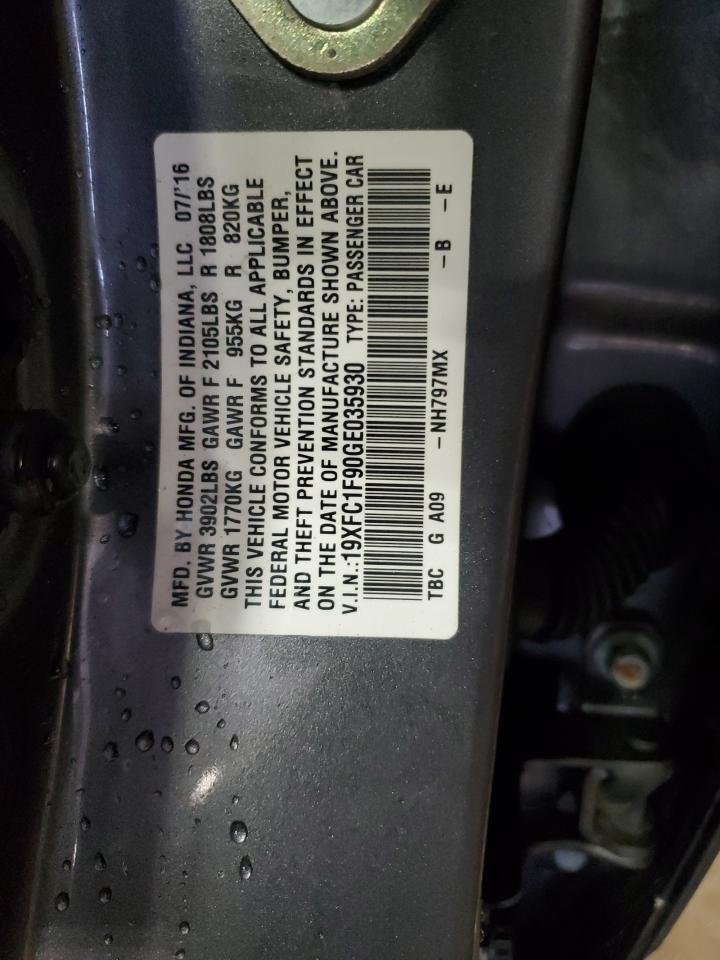 MFD. BY HONDA MFG. OF INDIANA, LLC 07/'16
GVWR 3902LBS GAWR F 2105LBS R 1808LBS
GVWR 1770KG GAWR F 955KG R 820KG
THIS VEHICLE CONFORMS TO ALL APPLICABLE
FEDERAL MOTOR VEHICLE SAFETY, BUMPER,
AND THEFT PREVENTION STANDARDS IN EFFECT
ON THE DATE OF MANUFACTURE SHOWN ABOVE.
V.I.N.:19XFC1F90GE035930 TYPE: PASSENGER CAR
TBC G A09 -NH797MX -B -E